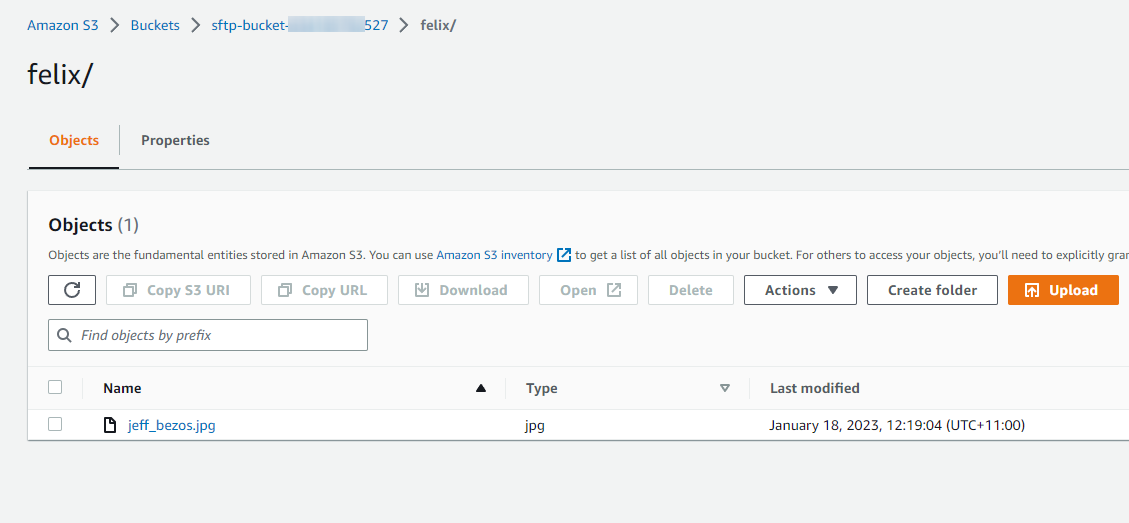 Amazon S3 > Buckets > sftp-bucket- 527 > felix/
felix/
Objects Properties
Objects (1)
Objects are the fundamental entities stored in Amazon S3. You can use Amazon S3 inventory to get a list of all objects in your bucket. For others to access your objects, you'll need to explicitly gran
Copy S3 URI Copy URL Download Open Delete Actions Create folder Upload
Find objects by prefix
Name Type Last modified
jeff_bezos.jpg jpg January 18, 2023, 12:19:04 (UTC+11:00)